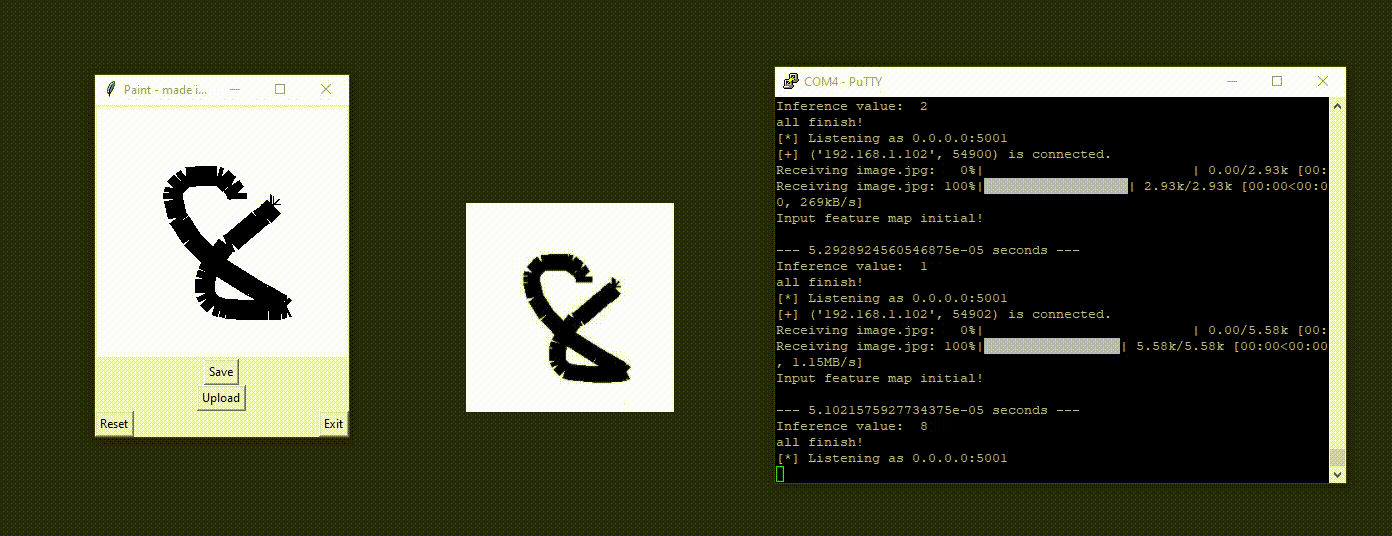 Paint - made i...
Save
Upload
Reset
Exit
COM4 - PuTTY
Inference value:  2
all finish!
[*] Listening as 0.0.0.0:5001
[+] ('192.168.1.102', 54900) is connected.
Receiving image.jpg:   0%|                          | 0.00/2.93k [00:
Receiving image.jpg: 100%|                  | 2.93k/2.93k [00:00<00:0
0, 269kB/s]
Input feature map initial!
--- 5.2928924560546875e-05 seconds ---
Inference value:  1
all finish!
[*] Listening as 0.0.0.0:5001
[+] ('192.168.1.102', 54902) is connected.
Receiving image.jpg:   0%|                          | 0.00/5.58k [00:
Receiving image.jpg: 100%|                 | 5.58k/5.58k [00:00<00:00
, 1.15MB/s]
Input feature map initial!
--- 5.1021575927734375e-05 seconds ---
Inference value:  8
all finish!
[*] Listening as 0.0.0.0:5001